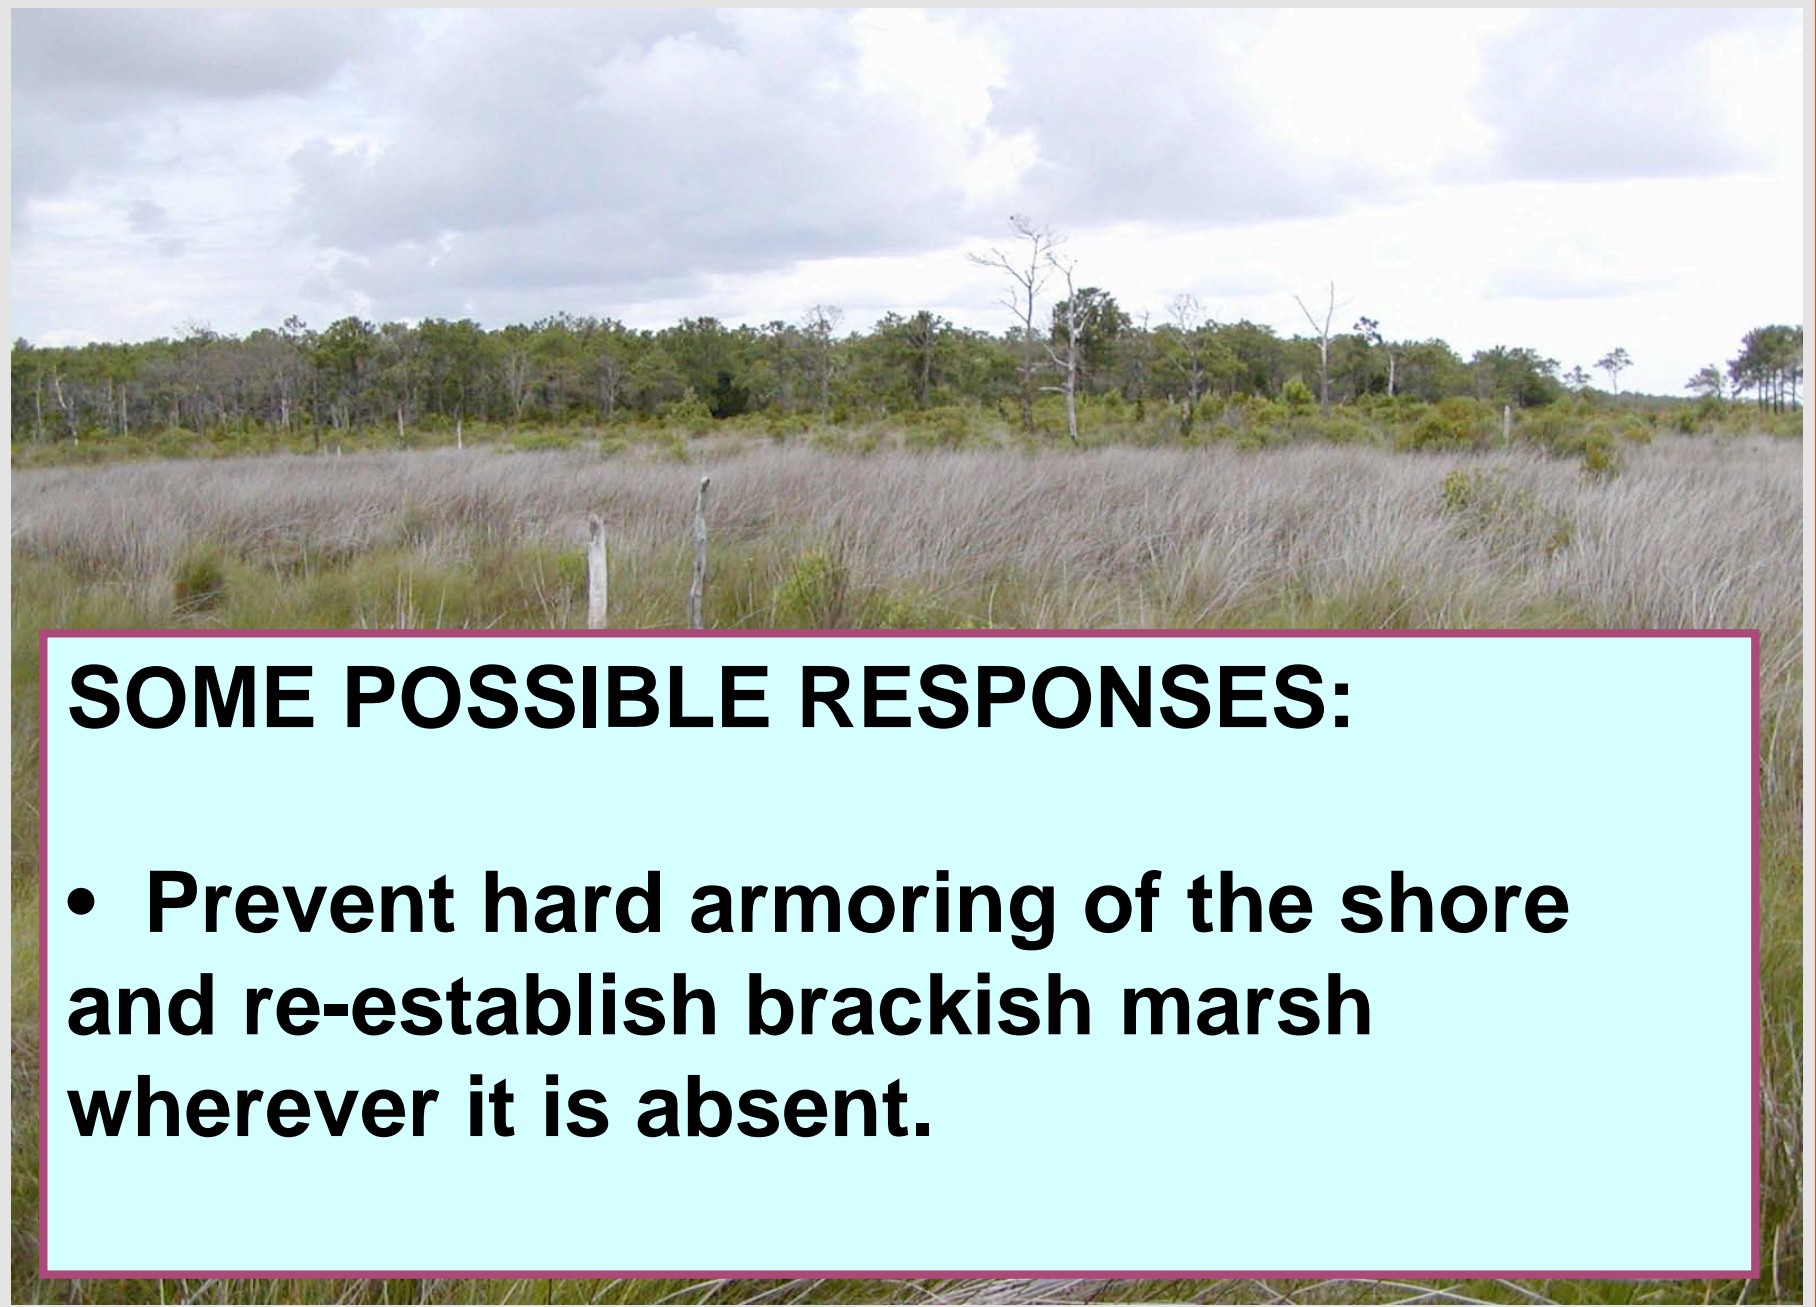 SOME POSSIBLE RESPONSES:
• Prevent hard armoring of the shore
and re-establish brackish marsh
wherever it is absent.